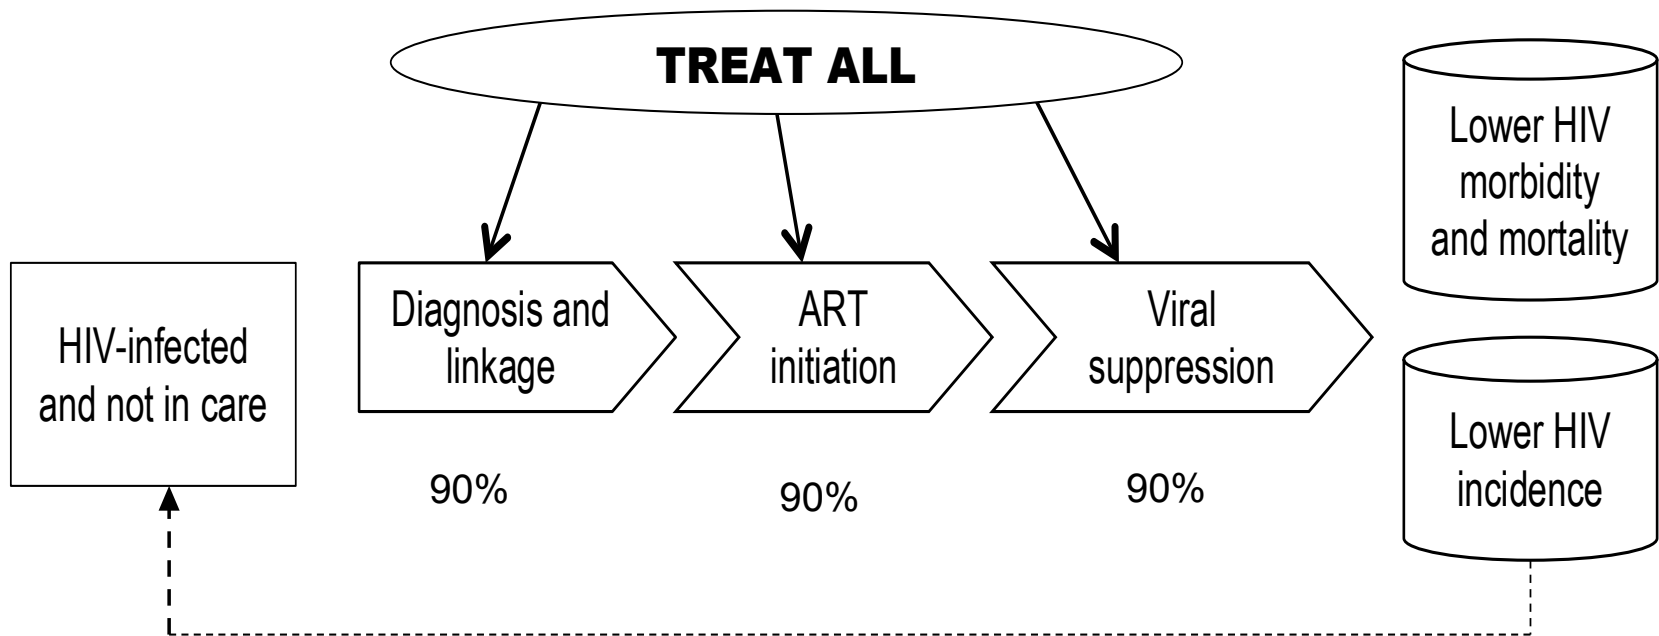 TREAT ALL
HIV-infected
and not in care
Diagnosis and
linkage
ART
initiation
Viral
suppression
90%
90%
90%
Lower HIV
morbidity
and mortality
Lower HIV
incidence